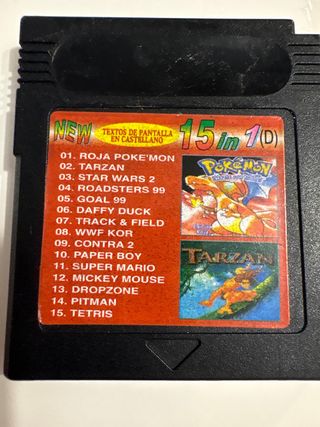 NEW
TEXTOS DE PANTALLA
EN CASTELLANO
15 in 1(D)
01. ROJA POKE'MON
02. TARZAN
03. STAR WARS 2
04. ROADSTERS 99
05. GOAL 99
06. DAFFY DUCK
07. TRACK & FIELD
08. WWF KOR
09. CONTRA 2
10. PAPER BOY
11. SUPER MARIO
12. MICKEY MOUSE
13. DROPZONE
14. PITMAN
15. TETRIS
POKéMON
TARZAN